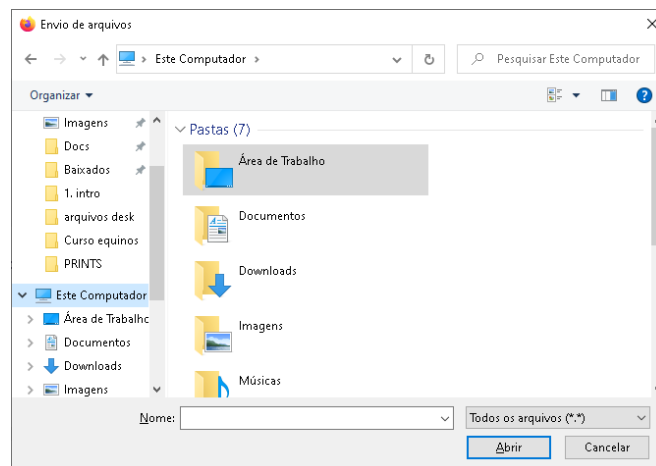 Envio de arquivos
Este Computador
Pesquisar Este Computador
Organizar
Imagens
Docs
Baixados
1. intro
arquivos desk
Curso equinos
PRINTS
Este Computador
Área de Trabalhc
Documentos
Downloads
Imagens
Pastas (7)
Área de Trabalho
Documentos
Downloads
Imagens
Músicas
Nome:
Todos os arquivos (*.*)
Abrir
Cancelar